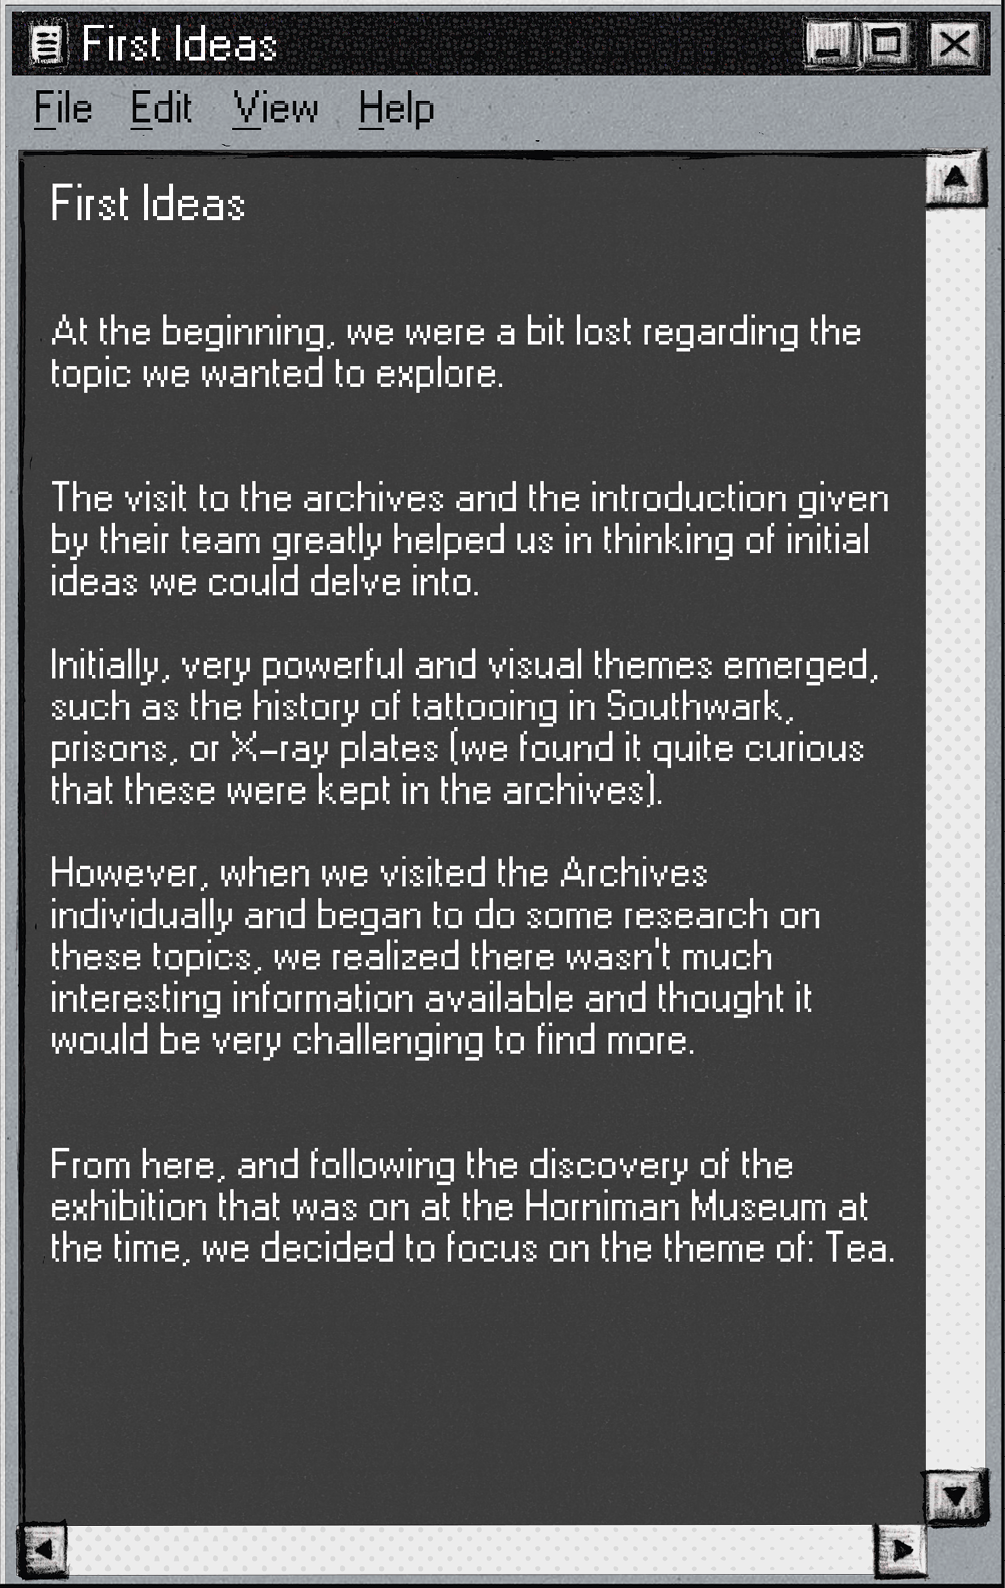 First Ideas
File Edit View Help
First Ideas
At the beginning, we were a bit lost regarding the
topic we wanted to explore.
The visit to the archives and the introduction given
by their team greatly helped us in thinking of initial
ideas we could delve into.
Initially, very powerful and visual themes emerged,
such as the history of tattooing in Southwark,
prisons, or X-ray plates (we found it quite curious
that these were kept in the archives).
However, when we visited the Archives
individually and began to do some research on
these topics, we realized there wasn't much
interesting information available and thought it
would be very challenging to find more.
From here, and following the discovery of the
exhibition that was on at the Horniman Museum at
the time, we decided to focus on the theme of: Tea.